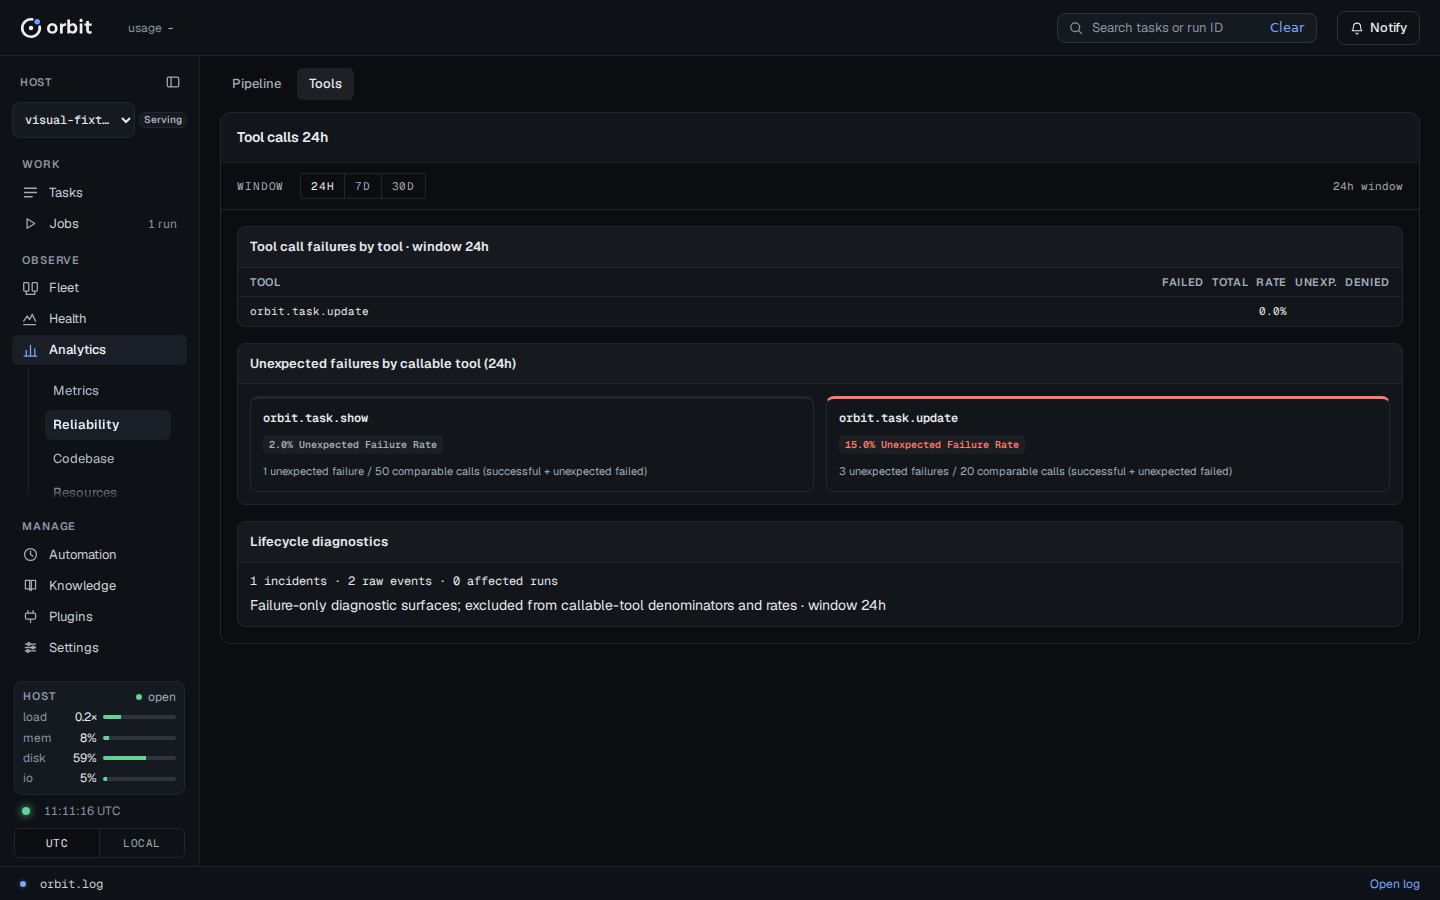 orbit
usage -
Search tasks or run ID
Clear
Notify
HOST
visual-fixt…
Serving
WORK
Tasks
Jobs
1 run
OBSERVE
Fleet
Health
Analytics
Metrics
Reliability
Codebase
Resources
MANAGE
Automation
Knowledge
Plugins
Settings
HOST
open
load 0.2×
mem 8%
disk 59%
io 5%
11:11:16 UTC
UTC LOCAL
Pipeline Tools
Tool calls 24h
WINDOW 24H 7D 30D
24h window
Tool call failures by tool · window 24h
TOOL FAILED TOTAL RATE UNEXP. DENIED
orbit.task.update 0.0%
Unexpected failures by callable tool (24h)
orbit.task.show
2.0% Unexpected Failure Rate
1 unexpected failure / 50 comparable calls (successful + unexpected failed)
orbit.task.update
15.0% Unexpected Failure Rate
3 unexpected failures / 20 comparable calls (successful + unexpected failed)
Lifecycle diagnostics
1 incidents · 2 raw events · 0 affected runs
Failure-only diagnostic surfaces; excluded from callable-tool denominators and rates · window 24h
orbit.log
Open log